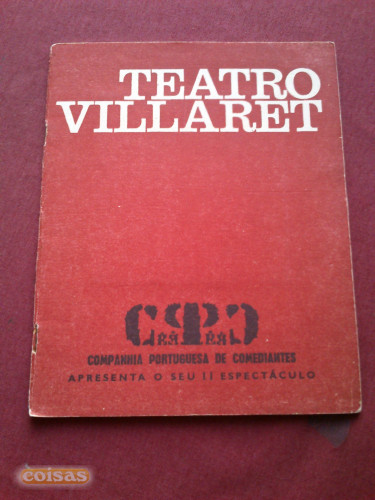 TEATRO
VILLARET
CPC
COMPANHIA PORTUGUESA DE COMEDIANTES
APRESENTA O SEU II ESPECTÁCULO
coisas